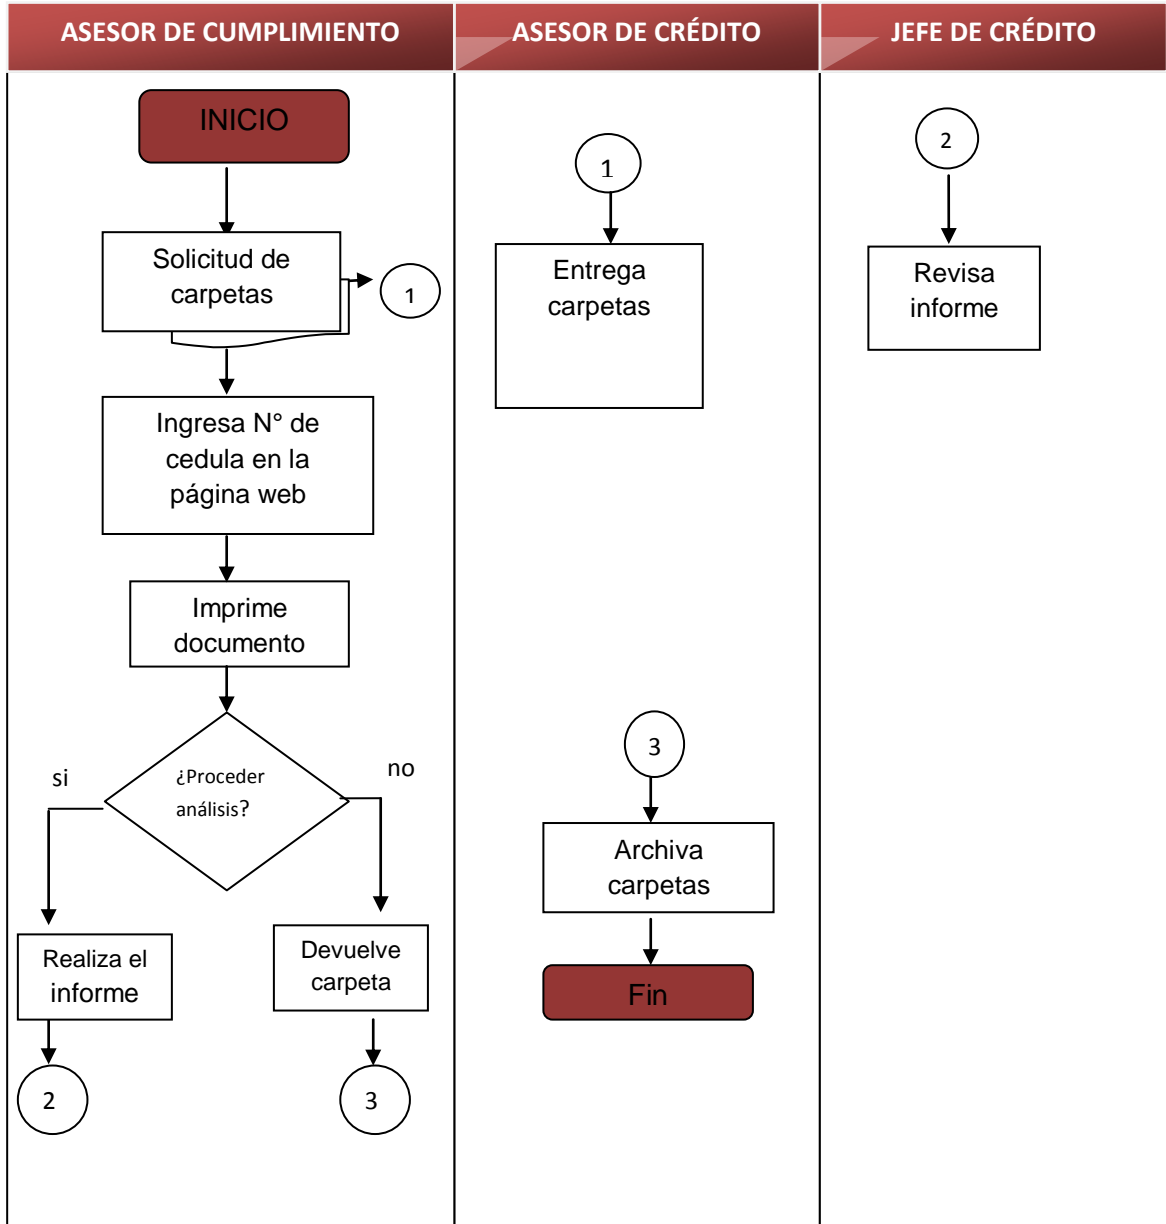 ASESOR DE CUMPLIMIENTO
ASESOR DE CRÉDITO
JEFE DE CRÉDITO
INICIO
Solicitud de
carpetas
1
Ingresa N° de
cedula en la
página web
Imprime
documento
¿Proceder
análisis?
si
no
Realiza el
informe
Devuelve
carpeta
2
3
1
Entrega
carpetas
3
Archiva
carpetas
Fin
2
Revisa
informe